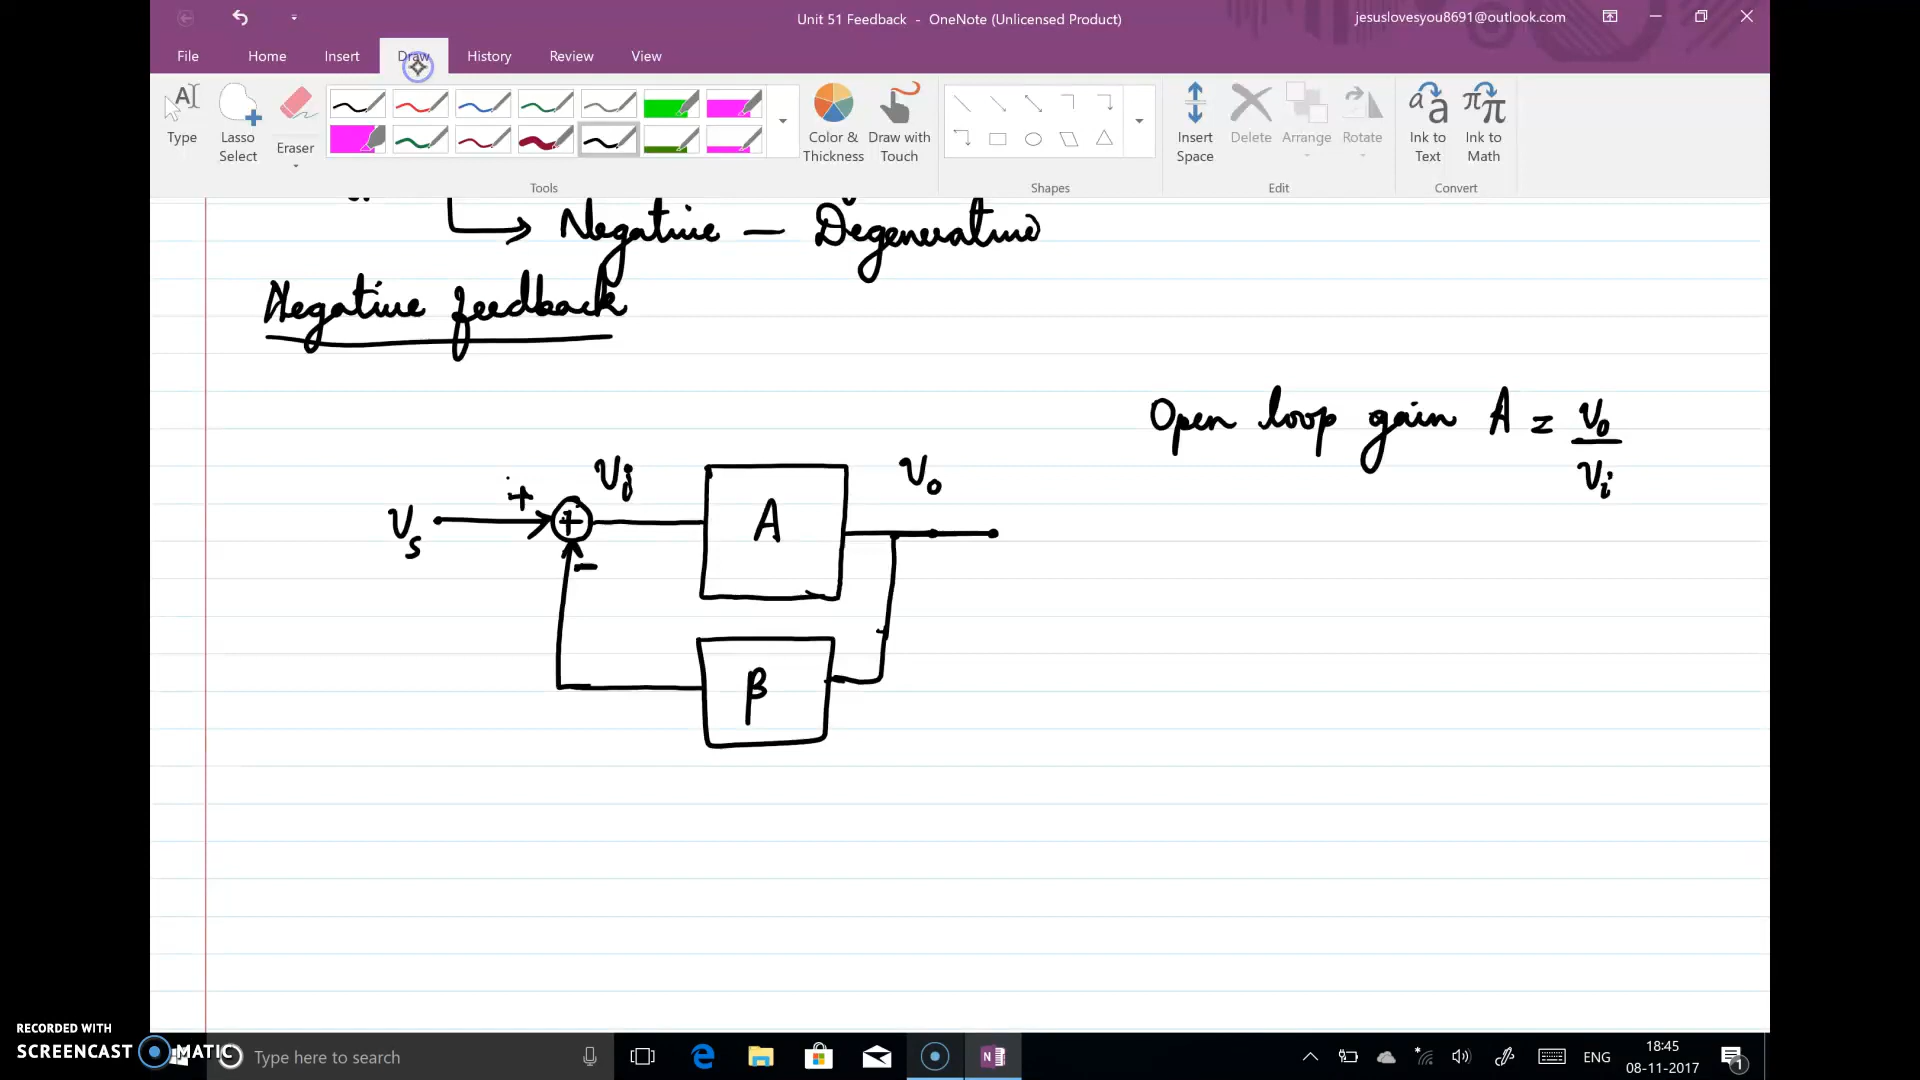 Unit 51 Feedback - OneNote (Unlicensed Product)
jesuslovesyou8691@outlook.com
File Home Insert Draw History Review View
Type
Lasso Select
Eraser
Color & Thickness
Draw with Touch
Insert Space
Delete
Arrange
Rotate
Ink to Text
Ink to Math
Tools
Shapes
Edit
Convert
Negative — Degenerative
Negative feedback
Open loop gain A = Vo / Vi
Vs
+
+
-
Vi
A
Vo
β
RECORDED WITH
SCREENCAST MATIC
Type here to search
ENG
18:45
08-11-2017
1